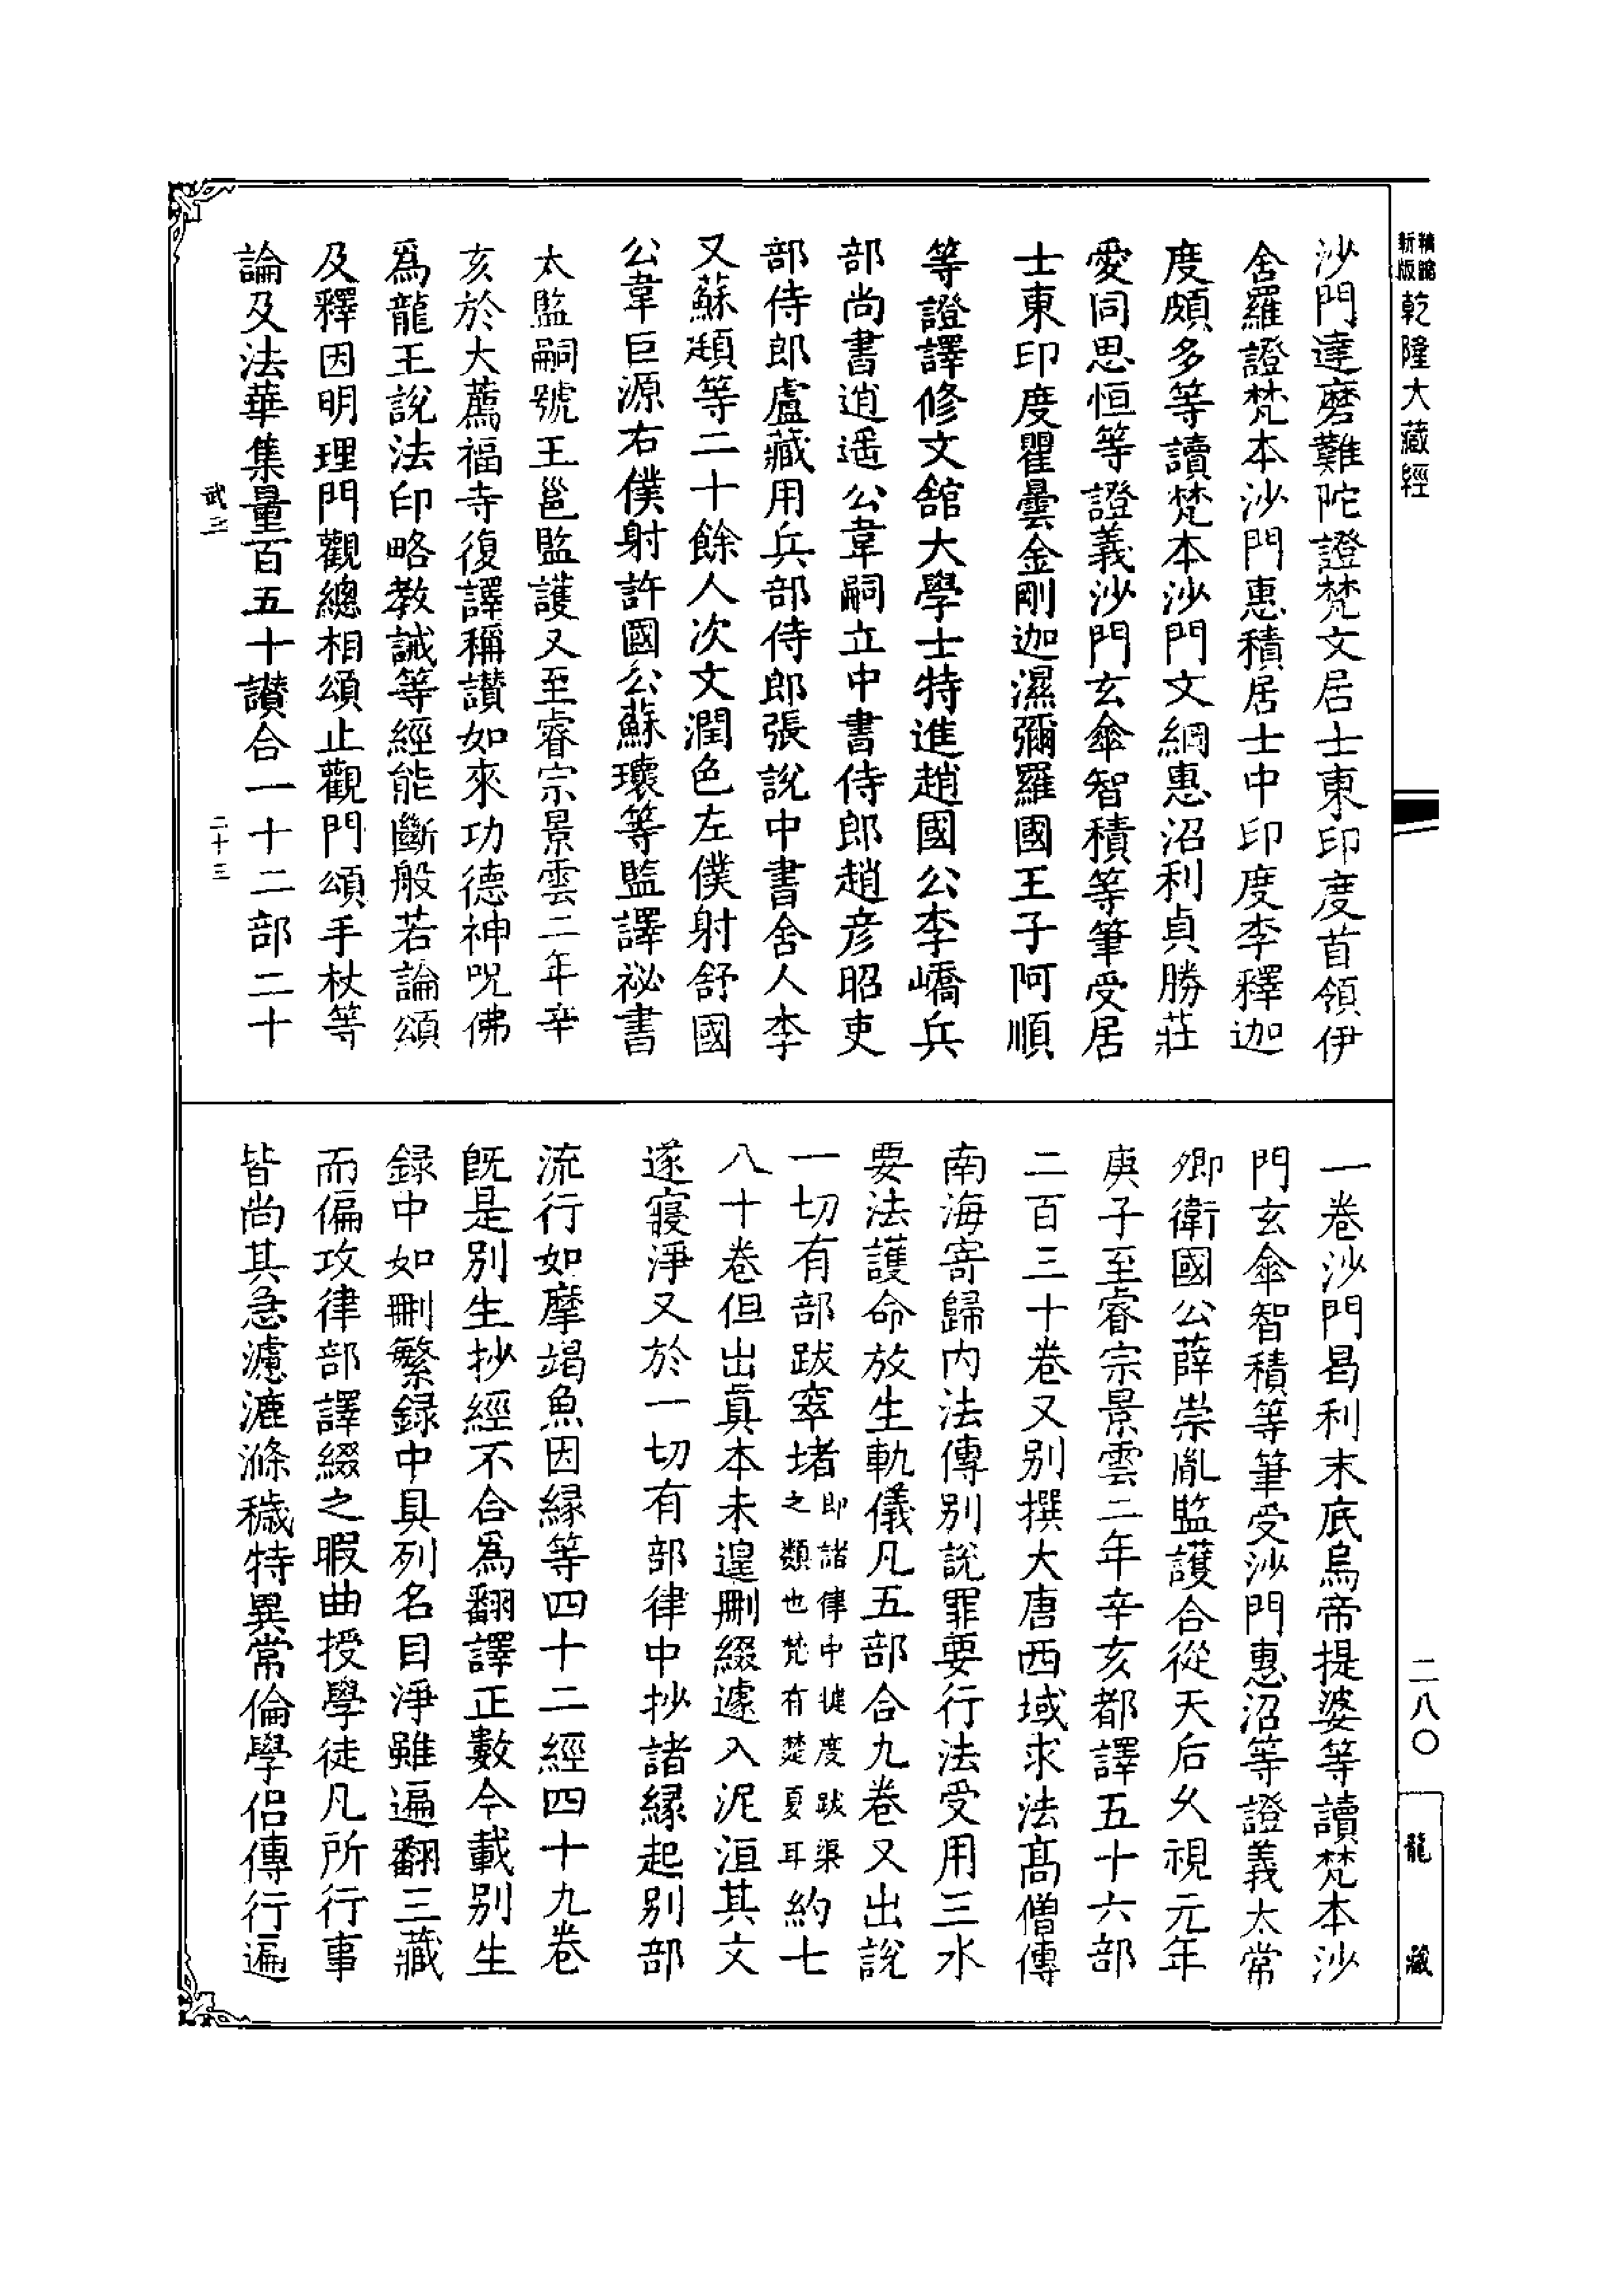 精縮
新版
乾隆大藏經
沙門達磨難陀證梵文居士東印度首領伊
舍羅證梵本沙門惠積居士中印度李釋迦
度頗多等讀梵本沙門文綱惠沼利貞勝莊
愛同思恒等證義沙門玄傘智積等筆受居
士東印度瞿曇金剛迦濕彌羅國王子阿順
等證譯修文舘大學士特進趙國公李嶠兵
部尚書逍遥公韋嗣立中書侍郎趙彦昭吏
部侍郎盧藏用兵部侍郎張說中書舍人李
又蘇頲等二十餘人次文潤色左僕射舒國
公韋巨源右僕射許國公蘇瓌等監譯祕書
太監嗣號王邕監護又至睿宗景雲二年辛
亥於大薦福寺復譯稱讃如來功德神呪佛
爲龍王說法印略教誡等經能斷般若論頌
及釋因明理門觀總相頌止觀門頌手杖等
論及法華集量百五十讃合一十二部二十
武三
二十三
一卷沙門曷利末底烏帝提婆等讀梵本沙
門玄傘智積等筆受沙門惠沼等證義太常
卿衛國公薛崇胤監護合從天后久視元年
庚子至睿宗景雲二年辛亥都譯五十六部
二百三十卷又别撰大唐西域求法髙僧傳
南海寄歸内法傳别說罪要行法受用三水
要法護命放生軌儀凡五部合九卷又出說
一切有部跋窣堵即諸律中揵度跋渠之類也梵有楚夏耳約七
八十卷但出真本未遑刪綴遽入泥洹其文
遂寢淨又於一切有部律中抄諸緣起别部
流行如摩竭魚因緣等四十二經四十九卷
旣是别生抄經不合爲翻譯正數今載别生
録中如刪繁録中具列名目淨雖遍翻三藏
而偏攻律部譯綴之暇曲授學徒凡所行事
皆尚其急濾漉滌穢特異常倫學侣傳行遍
二八〇
龍藏